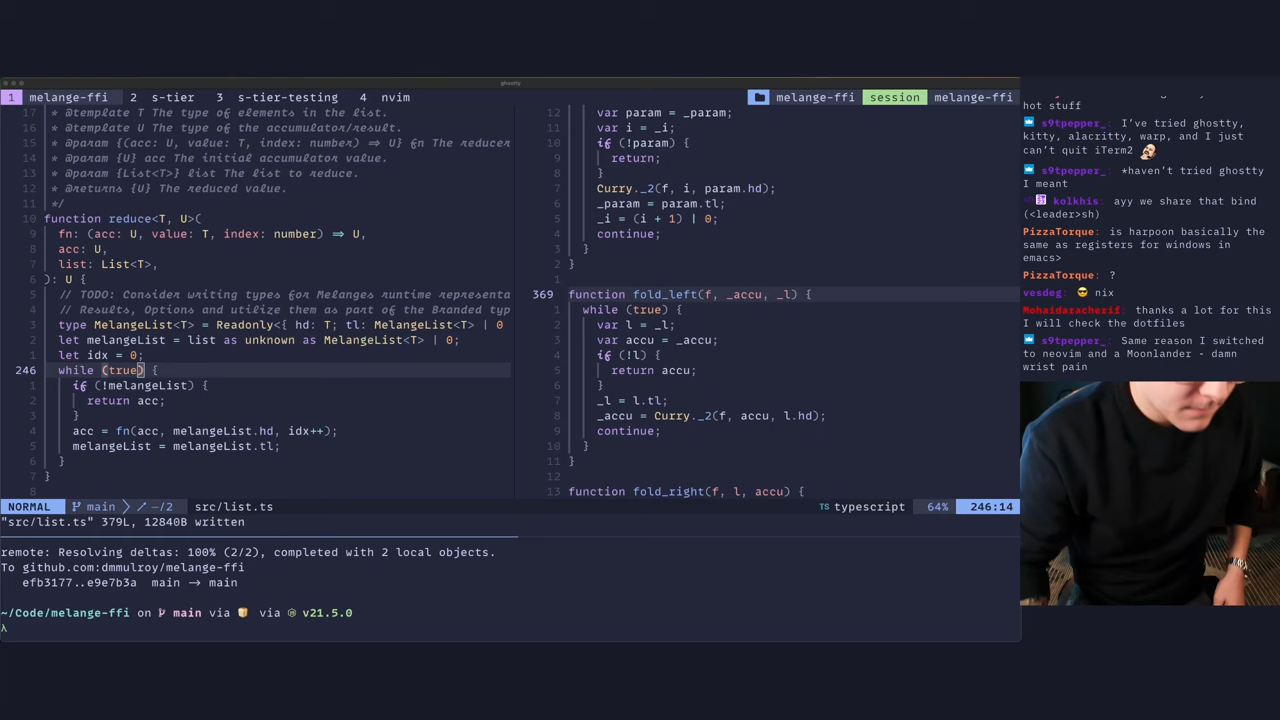 ghostty
1 melange-ffi 2 s-tier 3 s-tier-testing 4 nvim melange-ffi session melange-ffi
17 * @template T The type of elements in the list.
16 * @template U The type of the accumulator/result.
15 * @param {(acc: U, value: T, index: number) ⇒ U} fn The reducer
14 * @param {U} acc The initial accumulator value.
13 * @param {List<T>} list The list to reduce.
12 * @returns {U} The reduced value.
11 */
10 function reduce<T, U>(
9 fn: (acc: U, value: T, index: number) ⇒ U,
8 acc: U,
7 list: List<T>,
6 ): U {
5 // TODO: Consider writing types for Melanges runtime representa
4 // Results, Options and utilize them as part of the Branded typ
3 type MelangeList<T> = Readonly<{ hd: T; tl: MelangeList<T> | 0
2 let melangeList = list as unknown as MelangeList<T> | 0;
1 let idx = 0;
246 while (true) {
1 if (!melangeList) {
2 return acc;
3 }
4 acc = fn(acc, melangeList.hd, idx++);
5 melangeList = melangeList.tl;
6 }
7 }
8
12 var param = _param;
11 var i = _i;
10 if (!param) {
9 return;
8 }
7 Curry._2(f, i, param.hd);
6 _param = param.tl;
5 _i = (i + 1) | 0;
4 continue;
3 }
2 }
1
369 function fold_left(f, _accu, _l) {
1 while (true) {
2 var l = _l;
3 var accu = _accu;
4 if (!l) {
5 return accu;
6 }
7 _l = l.tl;
8 _accu = Curry._2(f, accu, l.hd);
9 continue;
10 }
11 }
12
13 function fold_right(f, l, accu) {
NORMAL main ~/2 src/list.ts TS typescript 64% 246:14
"src/list.ts" 379L, 12840B written
remote: Resolving deltas: 100% (2/2), completed with 2 local objects.
To github.com:dmmulroy/melange-ffi
efb3177..e9e7b3a main → main
~/Code/melange-ffi on main via via v21.5.0
λ
hot stuff
s9tpepper_: I've tried ghostty,
kitty, alacritty, warp, and I just
can't quit iTerm2
s9tpepper_: *haven't tried ghostty
I meant
kolkhis: ayy we share that bind
(<leader>sh)
PizzaTorque: is harpoon basically the
same as registers for windows in
emacs>
PizzaTorque: ?
vesdeg: nix
Mohaidaracherif: thanks a lot for this
I will check the dotfiles
s9tpepper_: Same reason I switched
to neovim and a Moonlander - damn
wrist pain